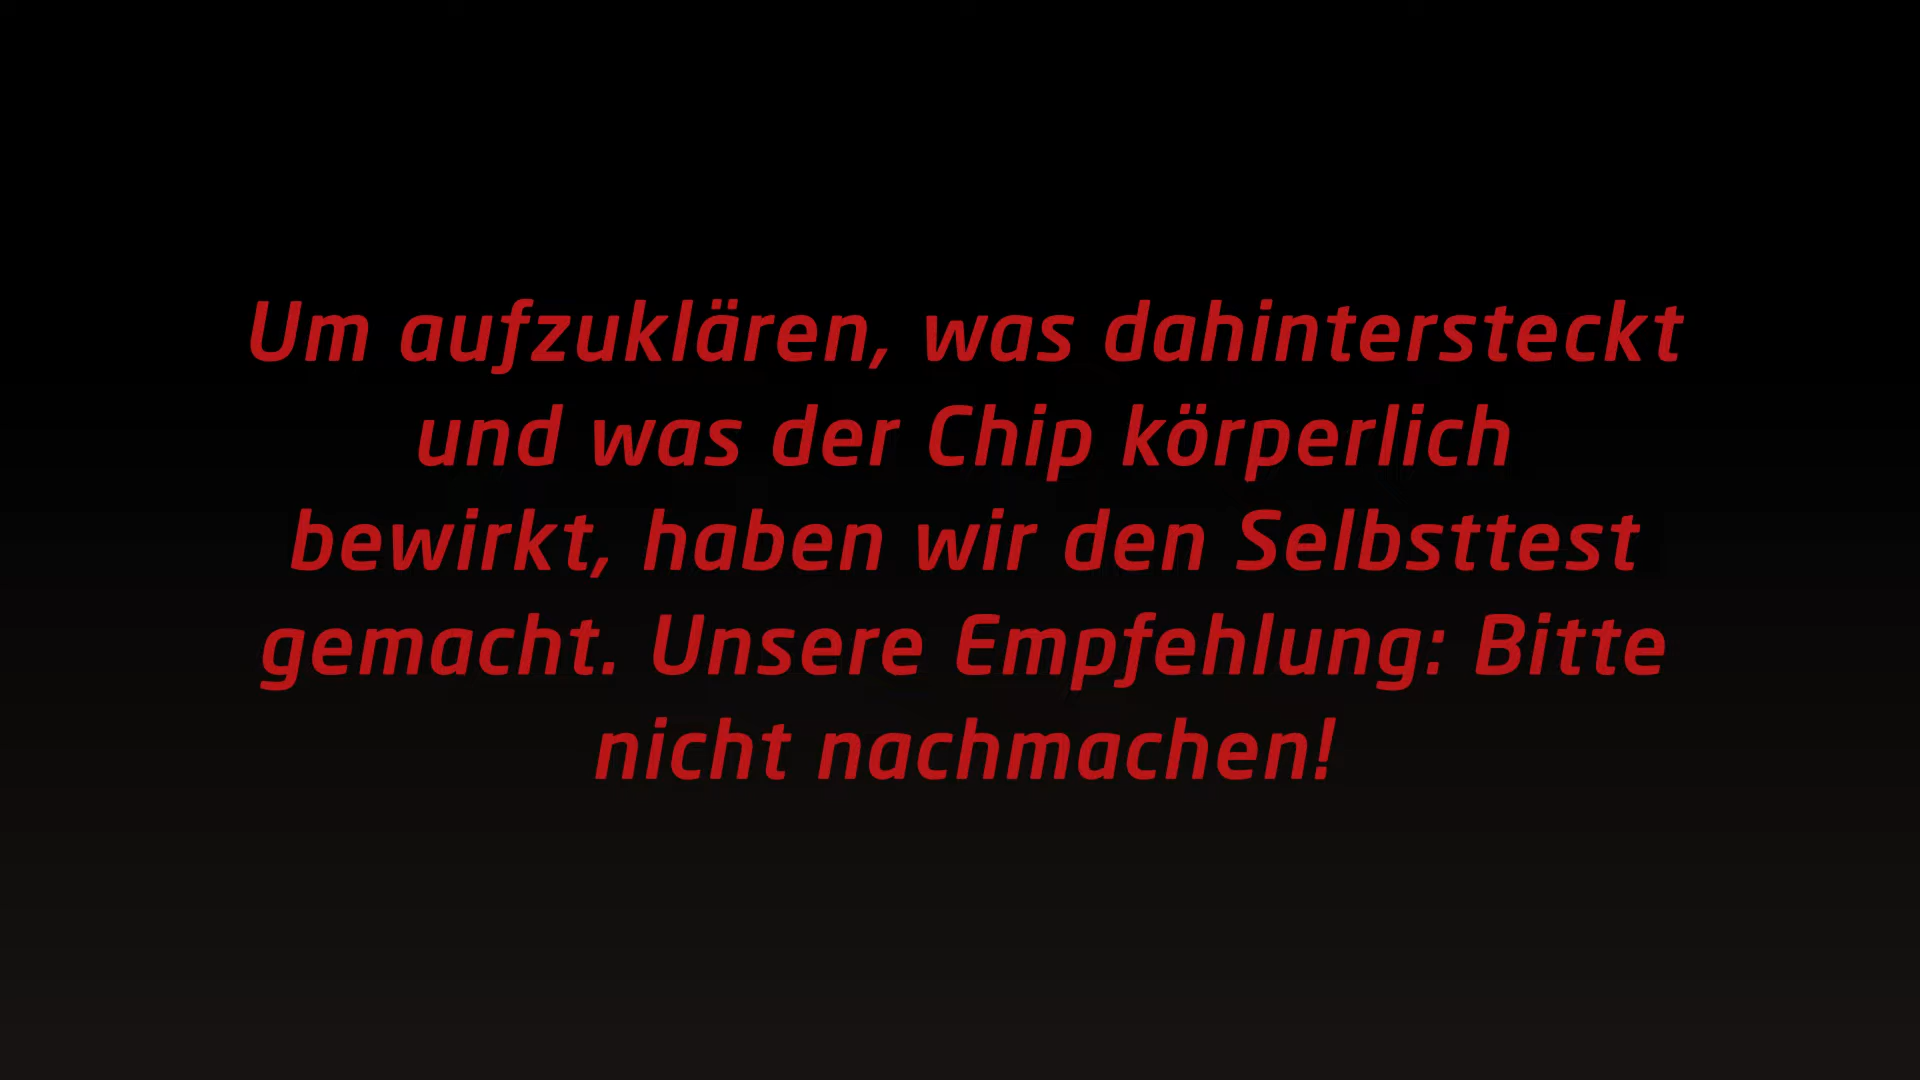 Um aufzuklären, was dahintersteckt
und was der Chip körperlich
bewirkt, haben wir den Selbsttest
gemacht. Unsere Empfehlung: Bitte
nicht nachmachen!